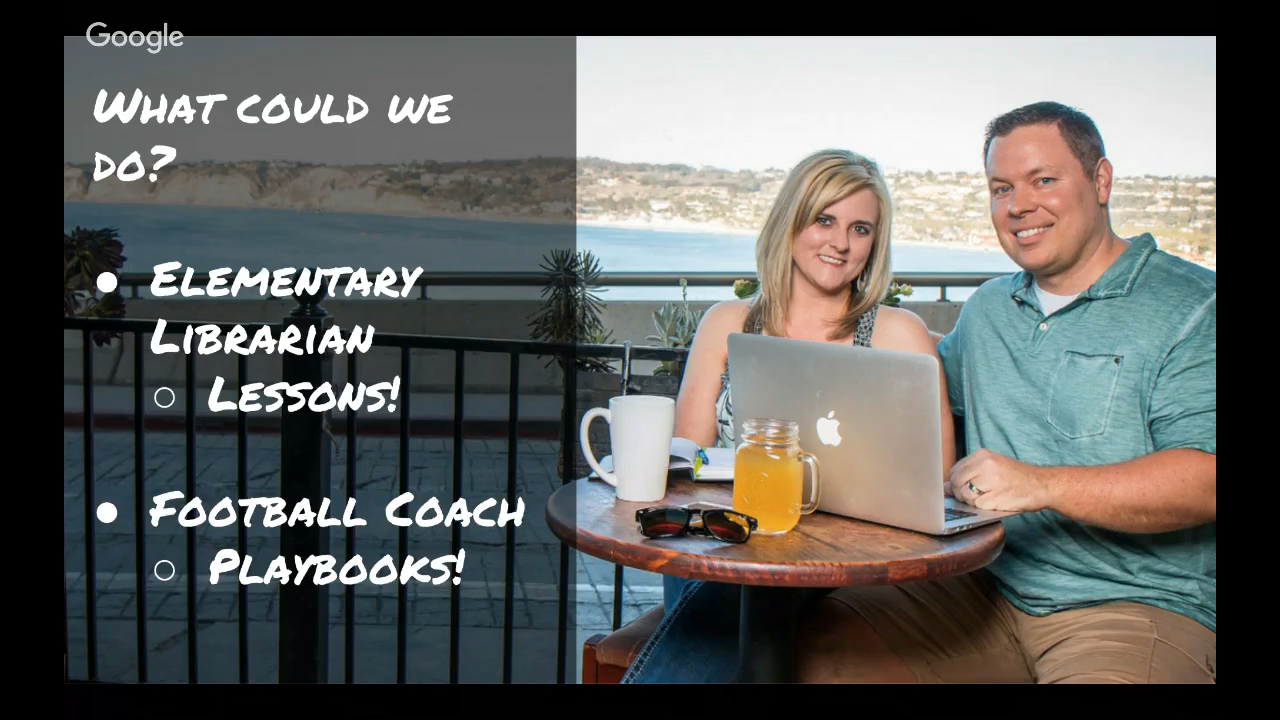 Google
What could we
do?
● Elementary
Librarian
○ Lessons!
● Football Coach
○ Playbooks!